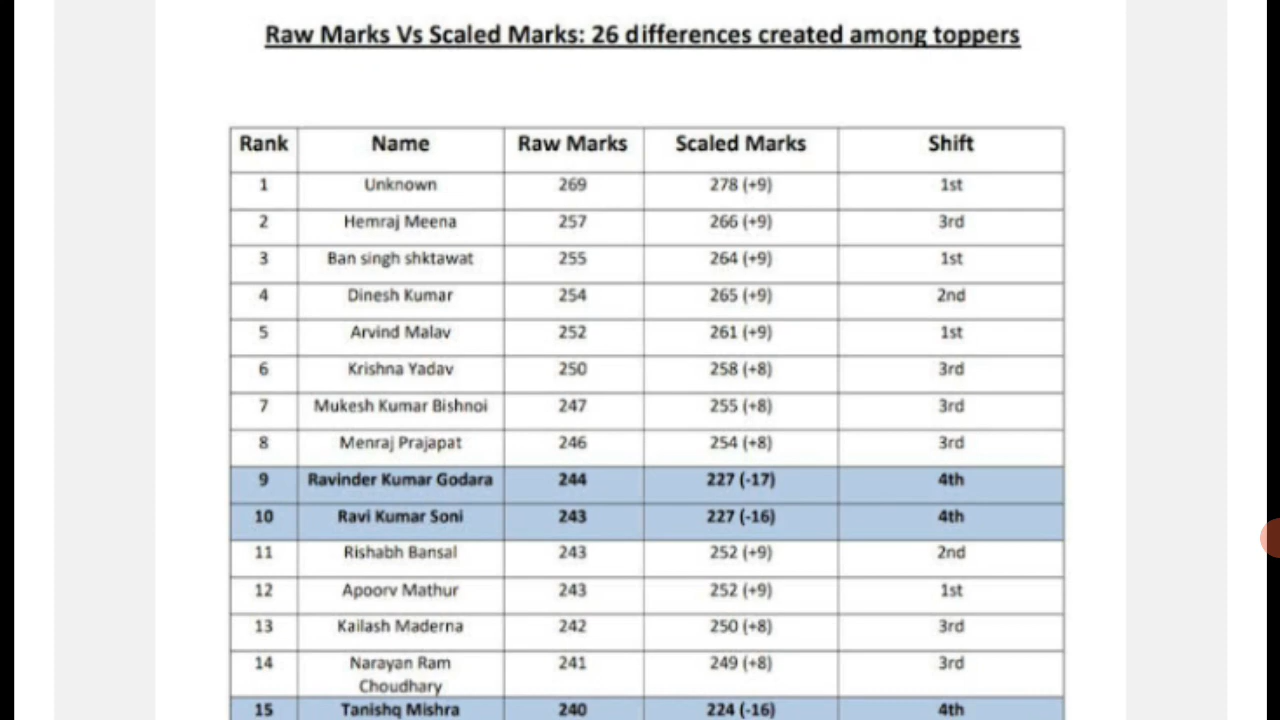 Raw Marks Vs Scaled Marks: 26 differences created among toppers
Rank Name Raw Marks Scaled Marks Shift
1 Unknown 269 278 (+9) 1st
2 Hemraj Meena 257 266 (+9) 3rd
3 Ban singh shktawat 255 264 (+9) 1st
4 Dinesh Kumar 254 265 (+9) 2nd
5 Arvind Malav 252 261 (+9) 1st
6 Krishna Yadav 250 258 (+8) 3rd
7 Mukesh Kumar Bishnoi 247 255 (+8) 3rd
8 Menraj Prajapat 246 254 (+8) 3rd
9 Ravinder Kumar Godara 244 227 (-17) 4th
10 Ravi Kumar Soni 243 227 (-16) 4th
11 Rishabh Bansal 243 252 (+9) 2nd
12 Apoorv Mathur 243 252 (+9) 1st
13 Kailash Maderna 242 250 (+8) 3rd
14 Narayan Ram 241 249 (+8) 3rd
Choudhary
15 Tanishq Mishra 240 224 (-16) 4th